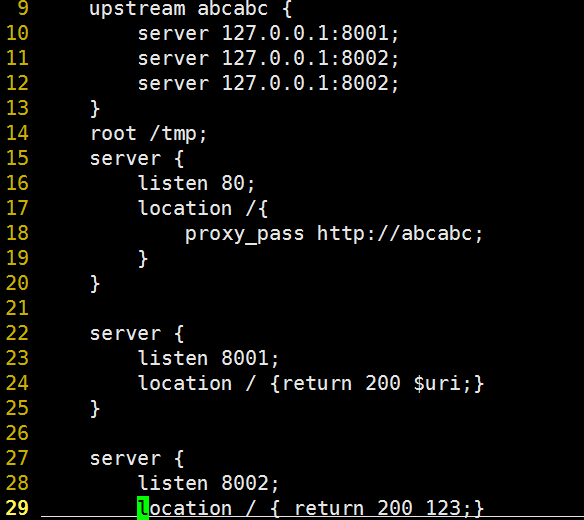 9     upstream abcabc {
10         server 127.0.0.1:8001;
11         server 127.0.0.1:8002;
12         server 127.0.0.1:8002;
13     }
14     root /tmp;
15     server {
16         listen 80;
17         location /{
18             proxy_pass http://abcabc;
19         }
20     }
21
22     server {
23         listen 8001;
24         location / {return 200 $uri;}
25     }
26
27     server {
28         listen 8002;
29         location / { return 200 123;}